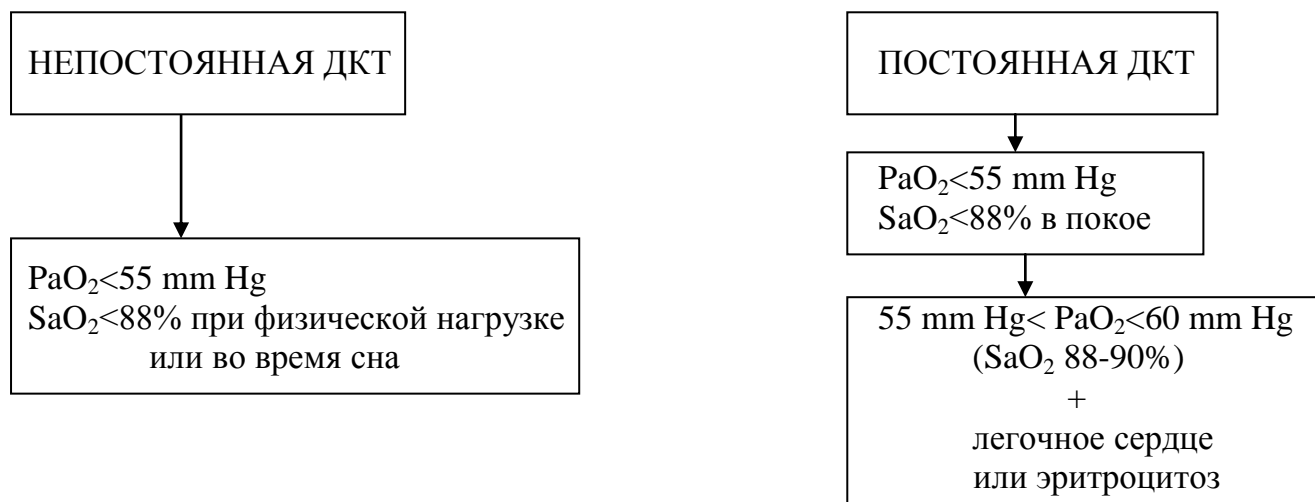 НЕПОСТОЯННАЯ ДКТ
PaO₂<55 mm Hg
SaO₂<88% при физической нагрузке
или во время сна
ПОСТОЯННАЯ ДКТ
PaO₂<55 mm Hg
SaO₂<88% в покое
55 mm Hg< PaO₂<60 mm Hg
(SaO₂ 88-90%)
+
легочное сердце
или эритроцитоз